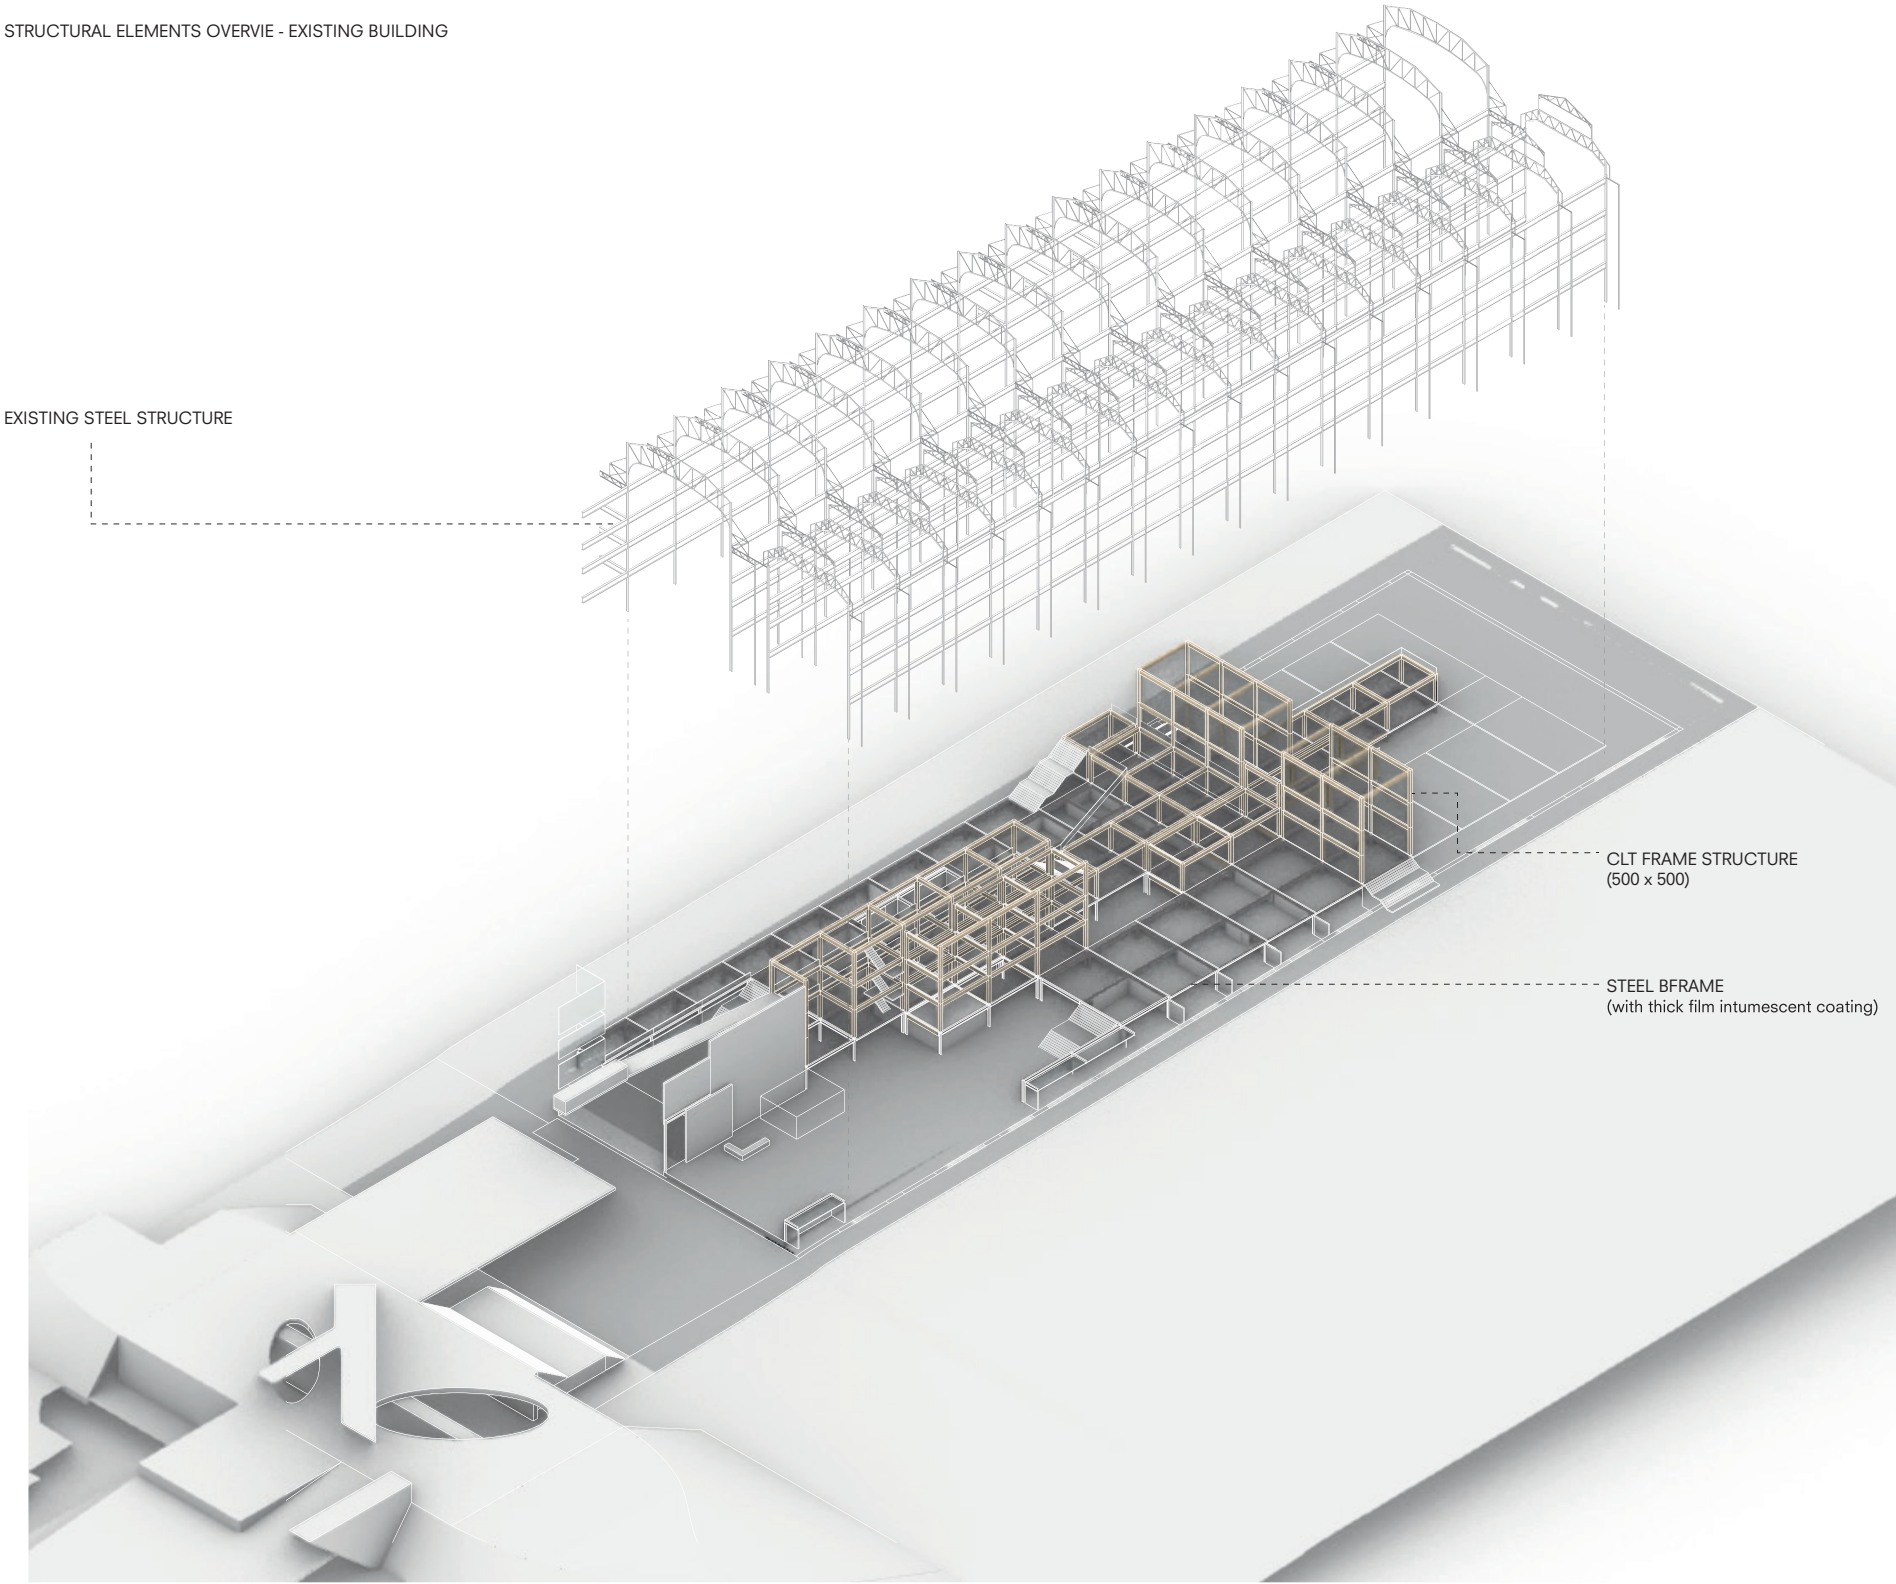 STRUCTURAL ELEMENTS OVERVIE - EXISTING BUILDING
EXISTING STEEL STRUCTURE
CLT FRAME STRUCTURE
(500 x 500)
STEEL BFRAME
(with thick film intumescent coating)